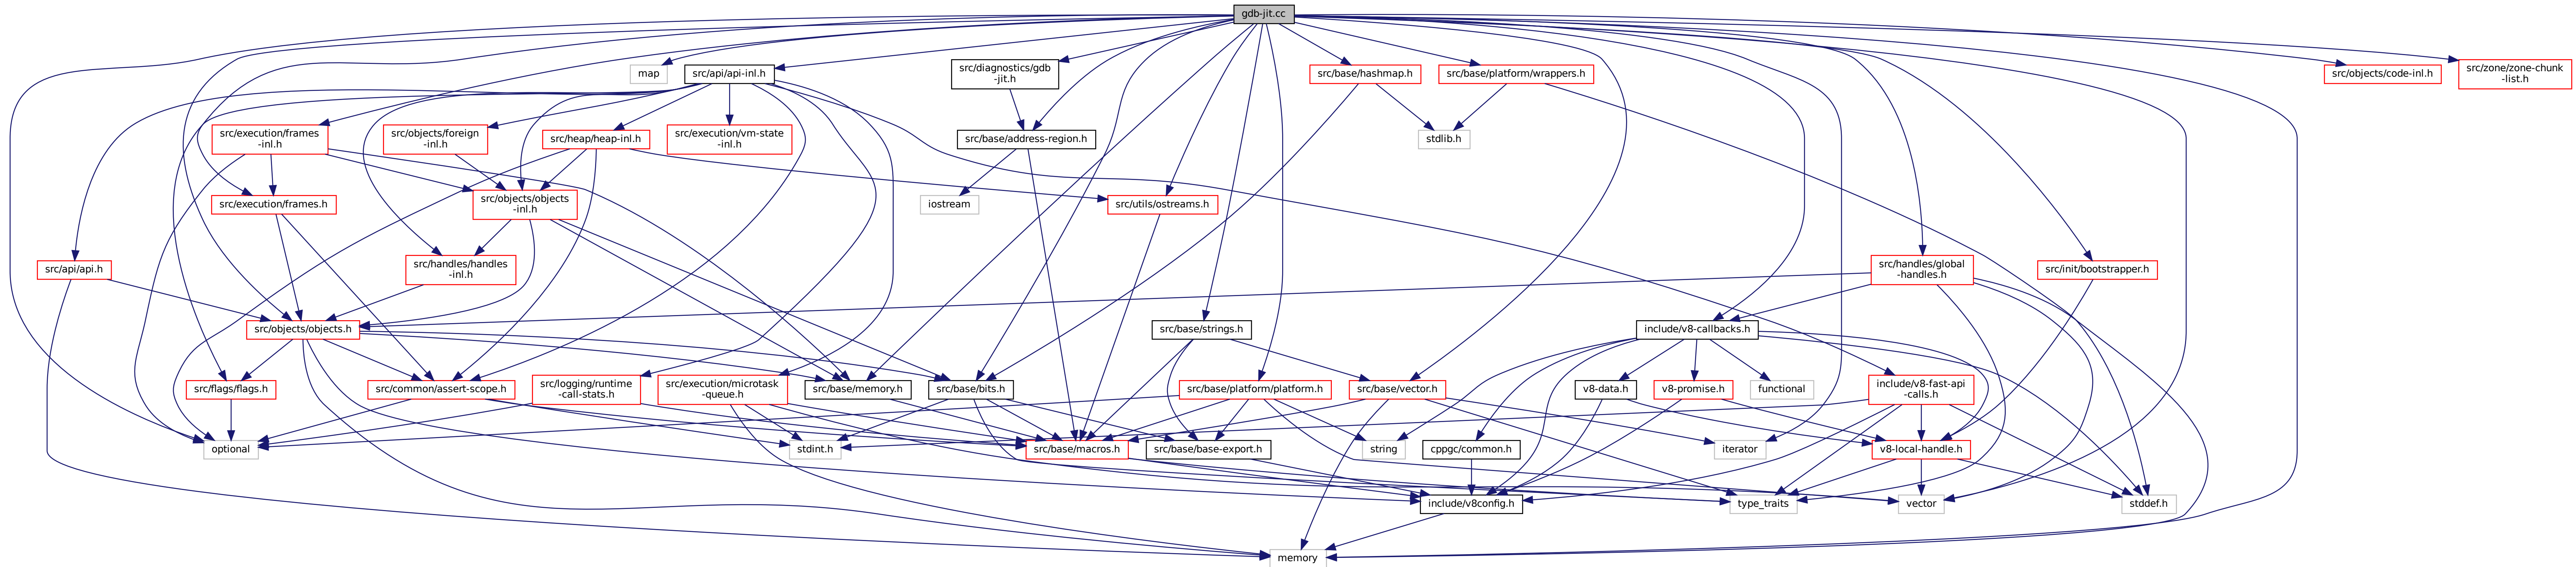 gdb-jit.cc
map
src/api/api-inl.h
src/diagnostics/gdb
-jit.h
src/base/hashmap.h
src/base/platform/wrappers.h
src/objects/code-inl.h
src/zone/zone-chunk
-list.h
src/execution/frames
-inl.h
src/objects/foreign
-inl.h
src/heap/heap-inl.h
src/execution/vm-state
-inl.h
src/base/address-region.h
stdlib.h
src/execution/frames.h
src/objects/objects
-inl.h
iostream
src/utils/ostreams.h
src/api/api.h
src/handles/handles
-inl.h
src/handles/global
-handles.h
src/init/bootstrapper.h
src/objects/objects.h
src/base/strings.h
include/v8-callbacks.h
src/flags/flags.h
src/common/assert-scope.h
src/logging/runtime
-call-stats.h
src/execution/microtask
-queue.h
src/base/memory.h
src/base/bits.h
src/base/platform/platform.h
src/base/vector.h
v8-data.h
v8-promise.h
functional
include/v8-fast-api
-calls.h
optional
stdint.h
src/base/macros.h
src/base/base-export.h
string
cppgc/common.h
iterator
v8-local-handle.h
include/v8config.h
type_traits
vector
stddef.h
memory